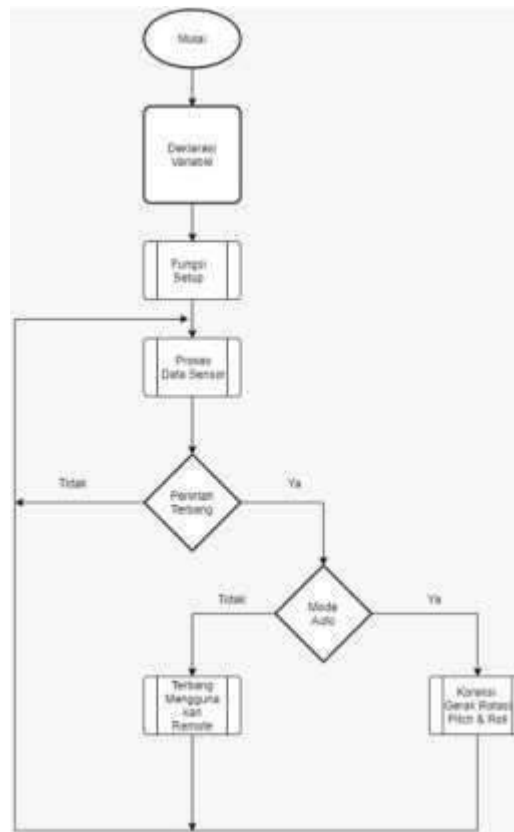 Mulai
Deklarasi
Variabel
Fungsi
Setup
Proses
Data Sensor
Perintah
Terbang
Tidak
Ya
Mode
Auto
Tidak
Ya
Terbang
Mengguna
kan
Remote
Koreksi
Gerak Rotasi
Pitch & Roll